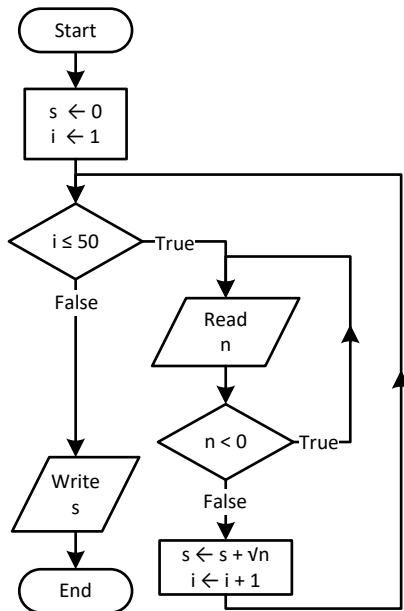 Start
s ← 0
i ← 1
i ≤ 50
True
False
Read
n
n < 0
True
False
Write
s
s ← s + √n
i ← i + 1
End